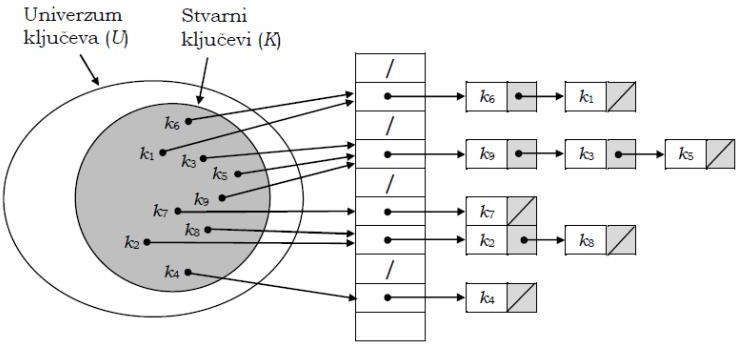 Univerzum
ključeva (U)
Stvarni
ključevi (K)
k6
k1
k3
k5
k9
k7
k8
k2
k4
/
/
/
/
k6
k1
k9
k3
k5
k7
k2
k8
k4